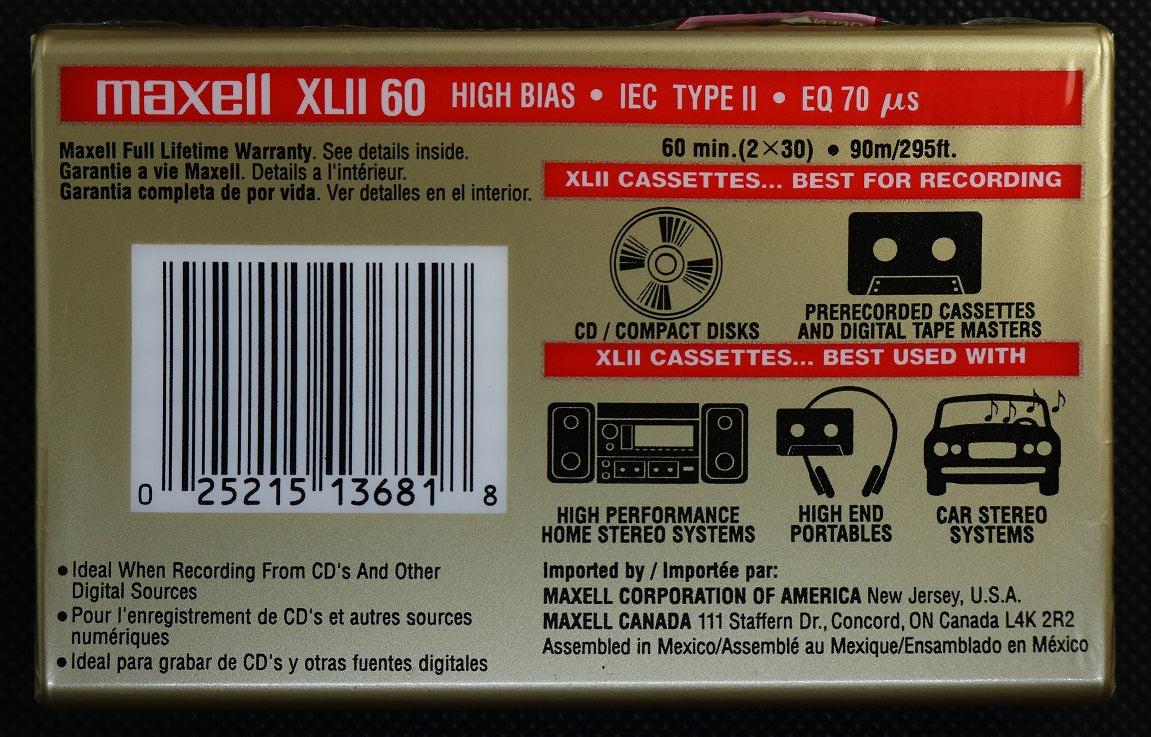 OPEN
maxell XLII 60 HIGH BIAS • IEC TYPE II • EQ 70 µs
Maxell Full Lifetime Warranty. See details inside.
Garantie a vie Maxell. Details a l'intérieur.
Garantia completa de por vida. Ver detalles en el interior.
60 min.(2×30) • 90m/295ft.
XLII CASSETTES... BEST FOR RECORDING
CD / COMPACT DISKS
PRERECORDED CASSETTES
AND DIGITAL TAPE MASTERS
XLII CASSETTES... BEST USED WITH
HIGH PERFORMANCE
HOME STEREO SYSTEMS
HIGH END
PORTABLES
CAR STEREO
SYSTEMS
0 25215 13681 8
• Ideal When Recording From CD's And Other
Digital Sources
• Pour l'enregistrement de CD's et autres sources
numériques
• Ideal para grabar de CD's y otras fuentes digitales
Imported by / Importée par:
MAXELL CORPORATION OF AMERICA New Jersey, U.S.A.
MAXELL CANADA 111 Staffern Dr., Concord, ON Canada L4K 2R2
Assembled in Mexico/Assemblé au Mexique/Ensamblado en México